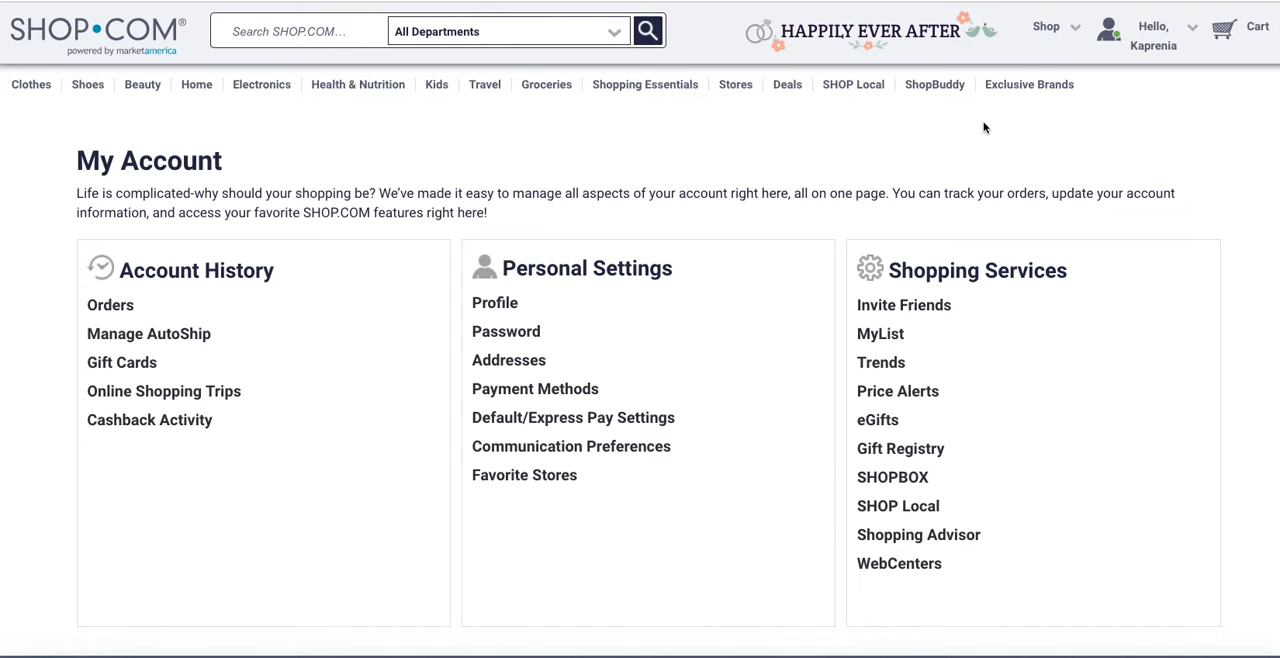 SHOP•COM®
powered by marketamerica
Search SHOP.COM...
All Departments
HAPPILY EVER AFTER
Shop
Hello,
Kaprenia
Cart
Clothes
Shoes
Beauty
Home
Electronics
Health & Nutrition
Kids
Travel
Groceries
Shopping Essentials
Stores
Deals
SHOP Local
ShopBuddy
Exclusive Brands
My Account
Life is complicated-why should your shopping be? We've made it easy to manage all aspects of your account right here, all on one page. You can track your orders, update your account
information, and access your favorite SHOP.COM features right here!
Account History
Orders
Manage AutoShip
Gift Cards
Online Shopping Trips
Cashback Activity
Personal Settings
Profile
Password
Addresses
Payment Methods
Default/Express Pay Settings
Communication Preferences
Favorite Stores
Shopping Services
Invite Friends
MyList
Trends
Price Alerts
eGifts
Gift Registry
SHOPBOX
SHOP Local
Shopping Advisor
WebCenters